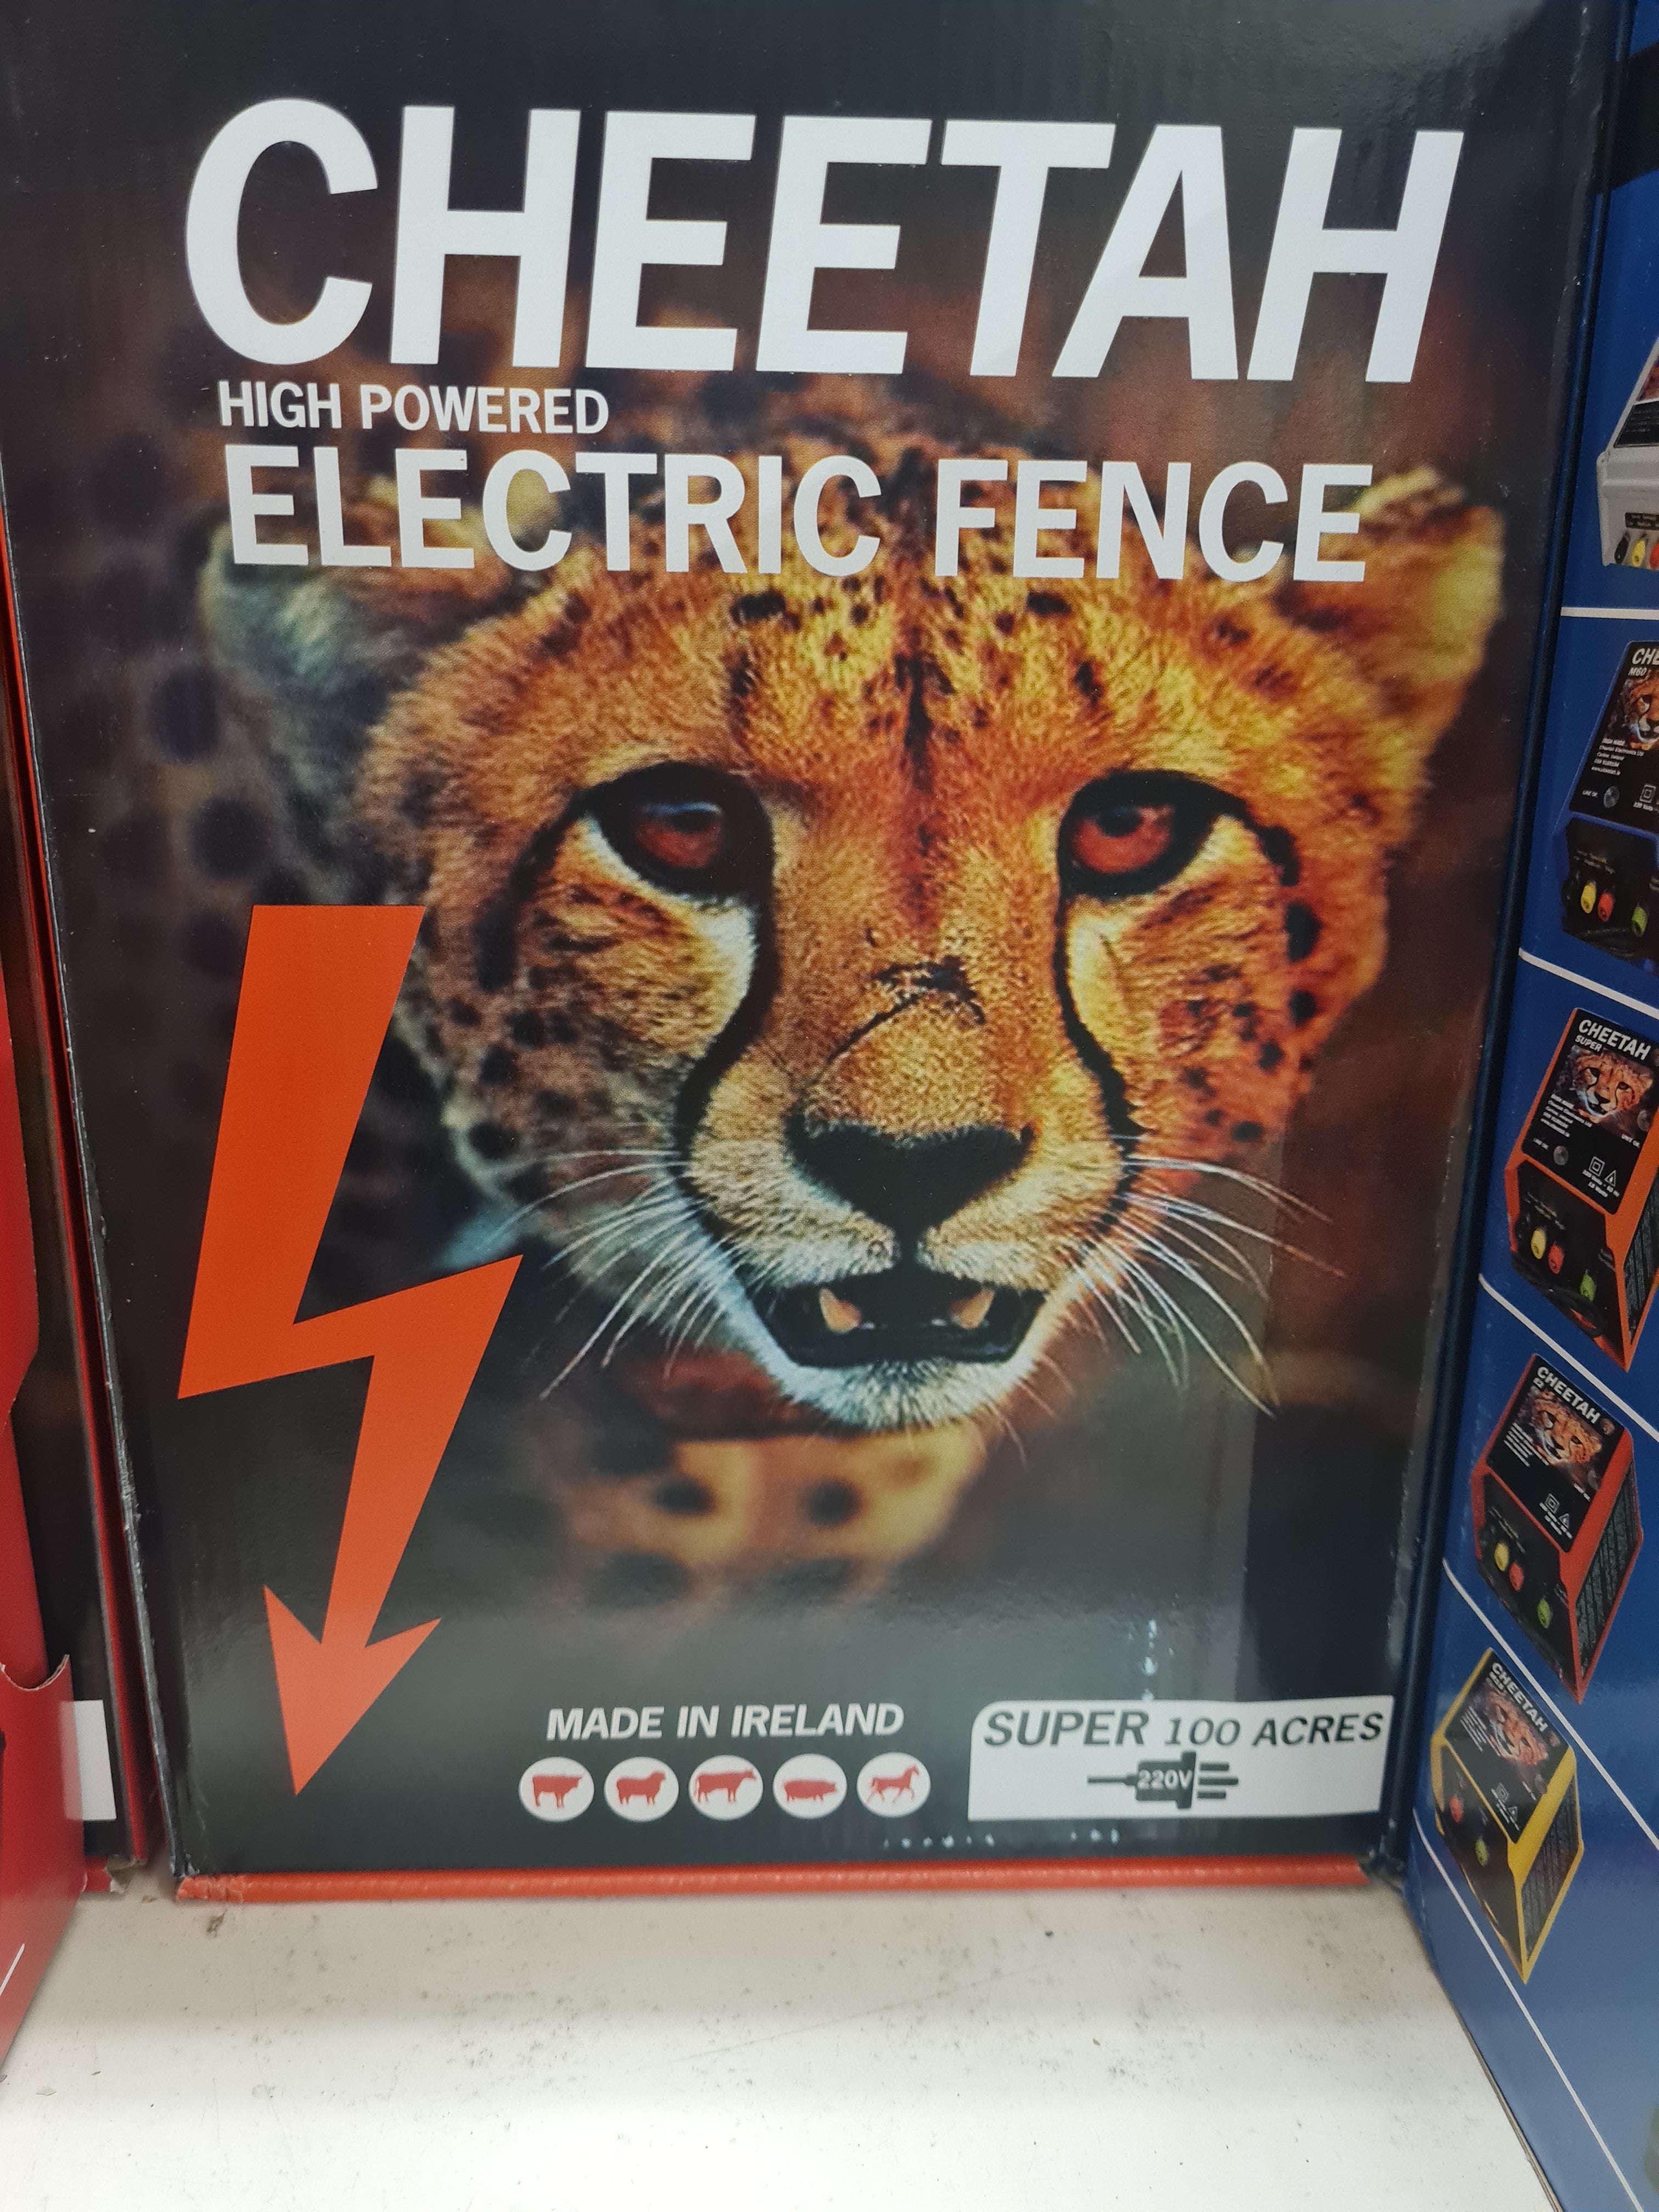 CHEETAH
HIGH POWERED
ELECTRIC FENCE
MADE IN IRELAND
SUPER 100 ACRES
220V
CHEETAH
SUPER
CHEETAH
CHEETAH